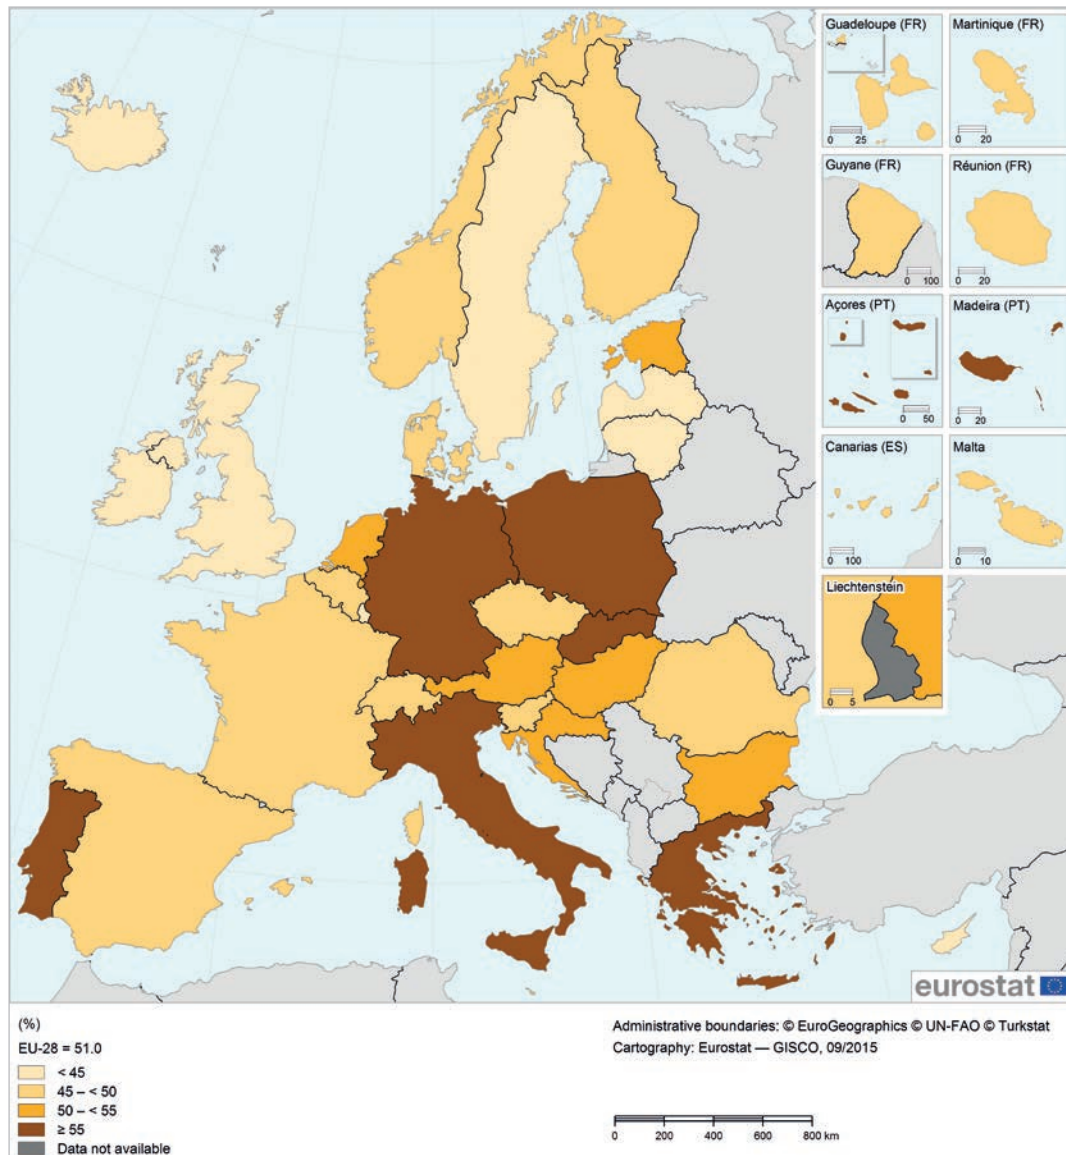 Guadeloupe (FR)
0 25
Martinique (FR)
0 20
Guyane (FR)
0 100
Réunion (FR)
0 20
Açores (PT)
0 50
Madeira (PT)
0 20
Canarias (ES)
0 100
Malta
0 10
Liechtenstein
0 5
eurostat
(%)
EU-28 = 51.0
< 45
45 – < 50
50 – < 55
≥ 55
Data not available
Administrative boundaries: © EuroGeographics © UN-FAO © Turkstat
Cartography: Eurostat — GISCO, 09/2015
0 200 400 600 800 km